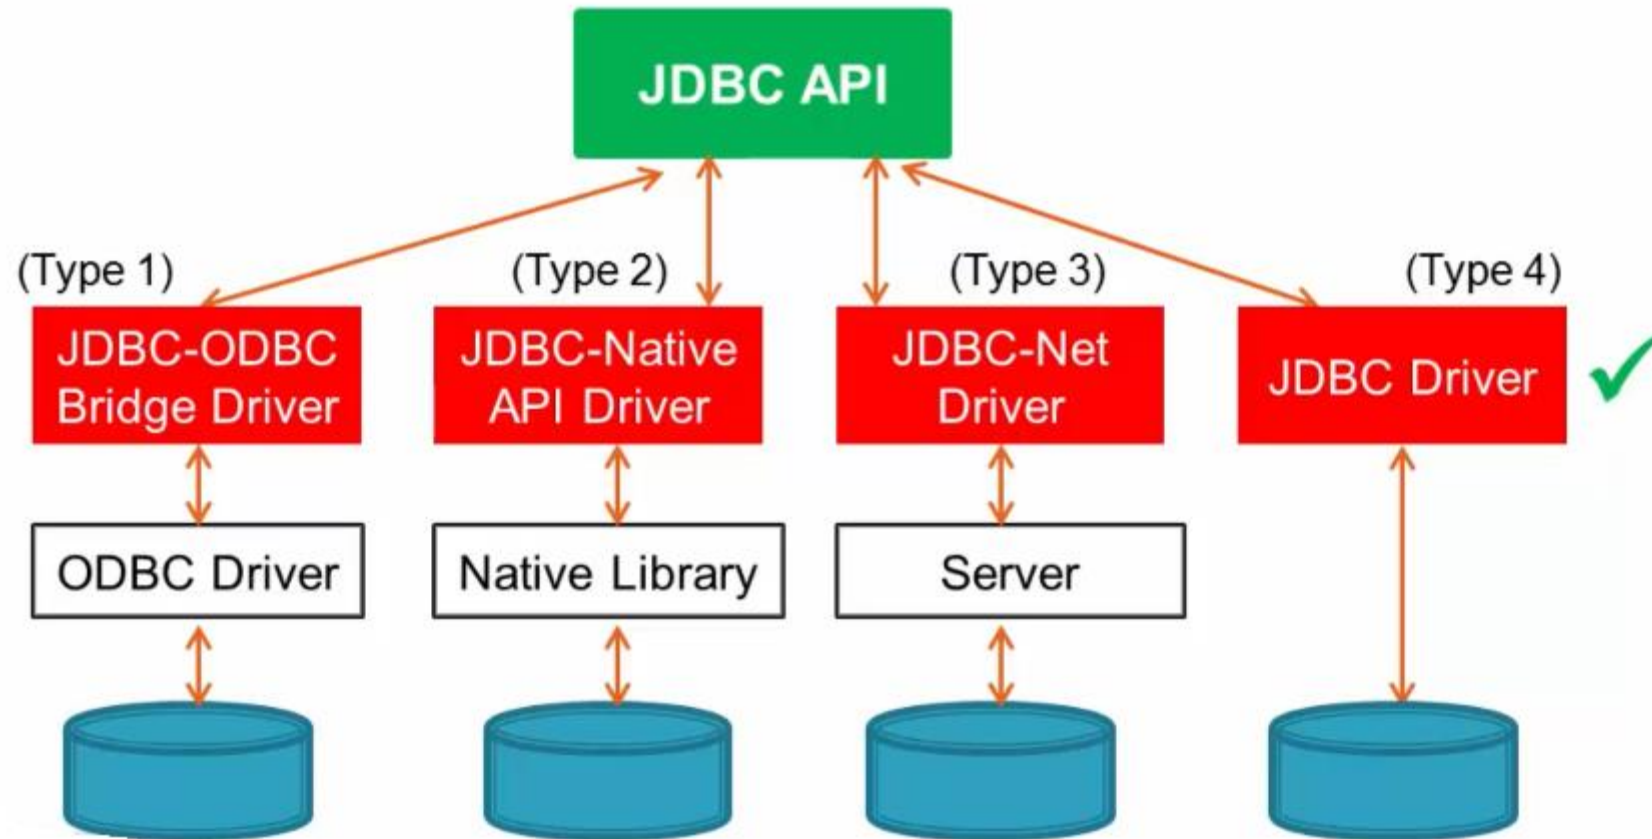 JDBC API
(Type 1)
(Type 2)
(Type 3)
(Type 4)
JDBC-ODBC
Bridge Driver
JDBC-Native
API Driver
JDBC-Net
Driver
JDBC Driver
ODBC Driver
Native Library
Server